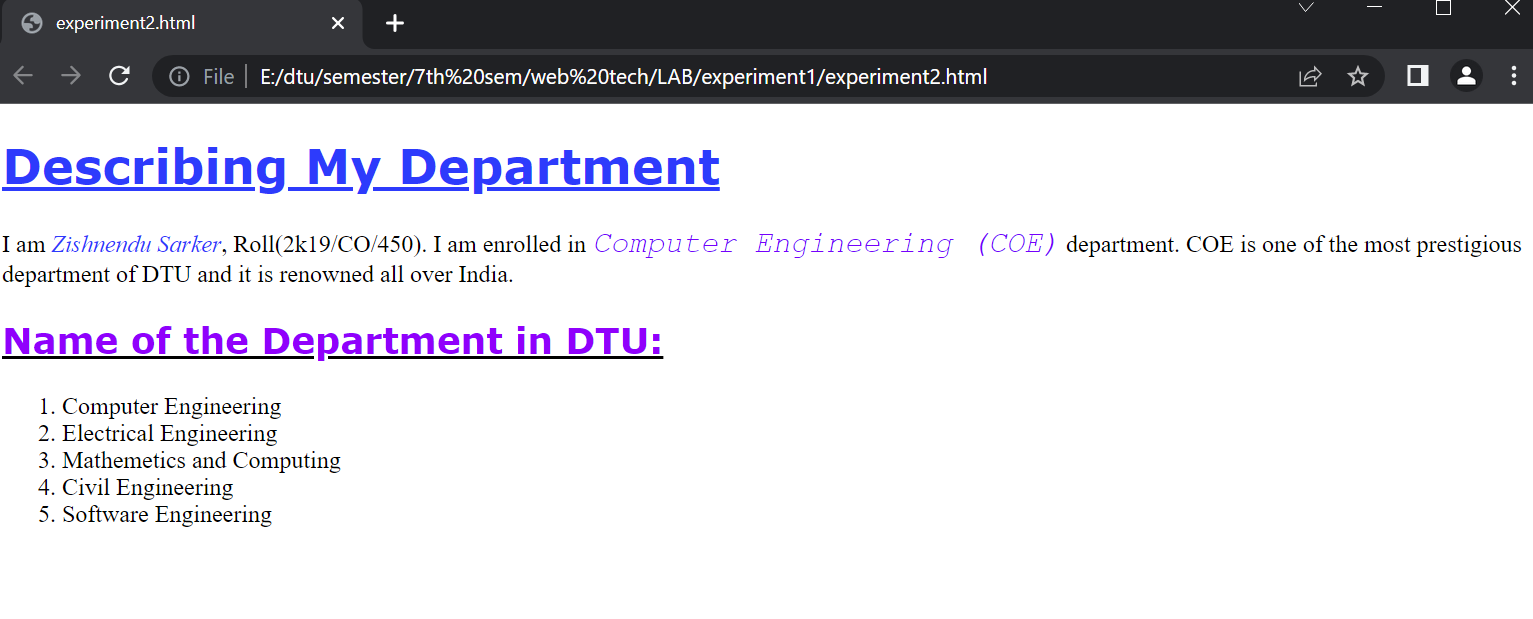 experiment2.html
File E:/dtu/semester/7th%20sem/web%20tech/LAB/experiment1/experiment2.html
Describing My Department
I am Zishnendu Sarker, Roll(2k19/CO/450). I am enrolled in Computer Engineering (COE) department. COE is one of the most prestigious
department of DTU and it is renowned all over India.
Name of the Department in DTU:
1. Computer Engineering
2. Electrical Engineering
3. Mathemetics and Computing
4. Civil Engineering
5. Software Engineering